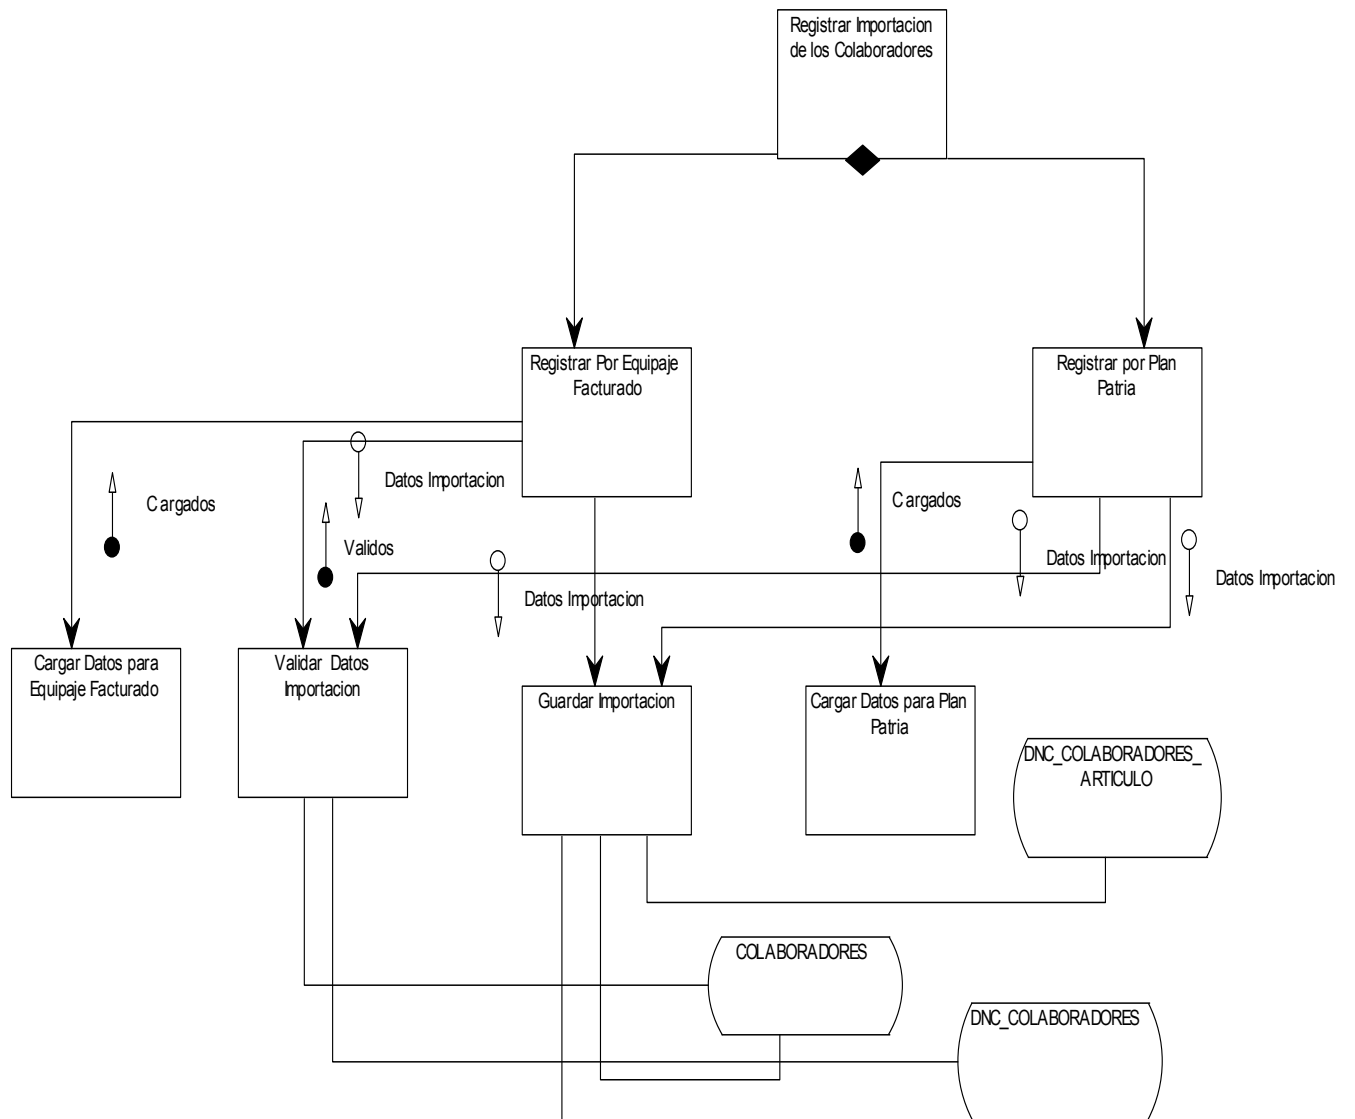 Registrar Importacion
de los Colaboradores
Registrar Por Equipaje
Facturado
Registrar por Plan
Patria
Datos Importacion
Cargados
Cargados
Validos
Datos Importacion
Datos Importacion
Datos Importacion
Cargar Datos para
Equipaje Facturado
Validar Datos
Importacion
Guardar Importacion
Cargar Datos para Plan
Patria
DNC_COLABORADORES_
ARTICULO
COLABORADORES
DNC_COLABORADORES